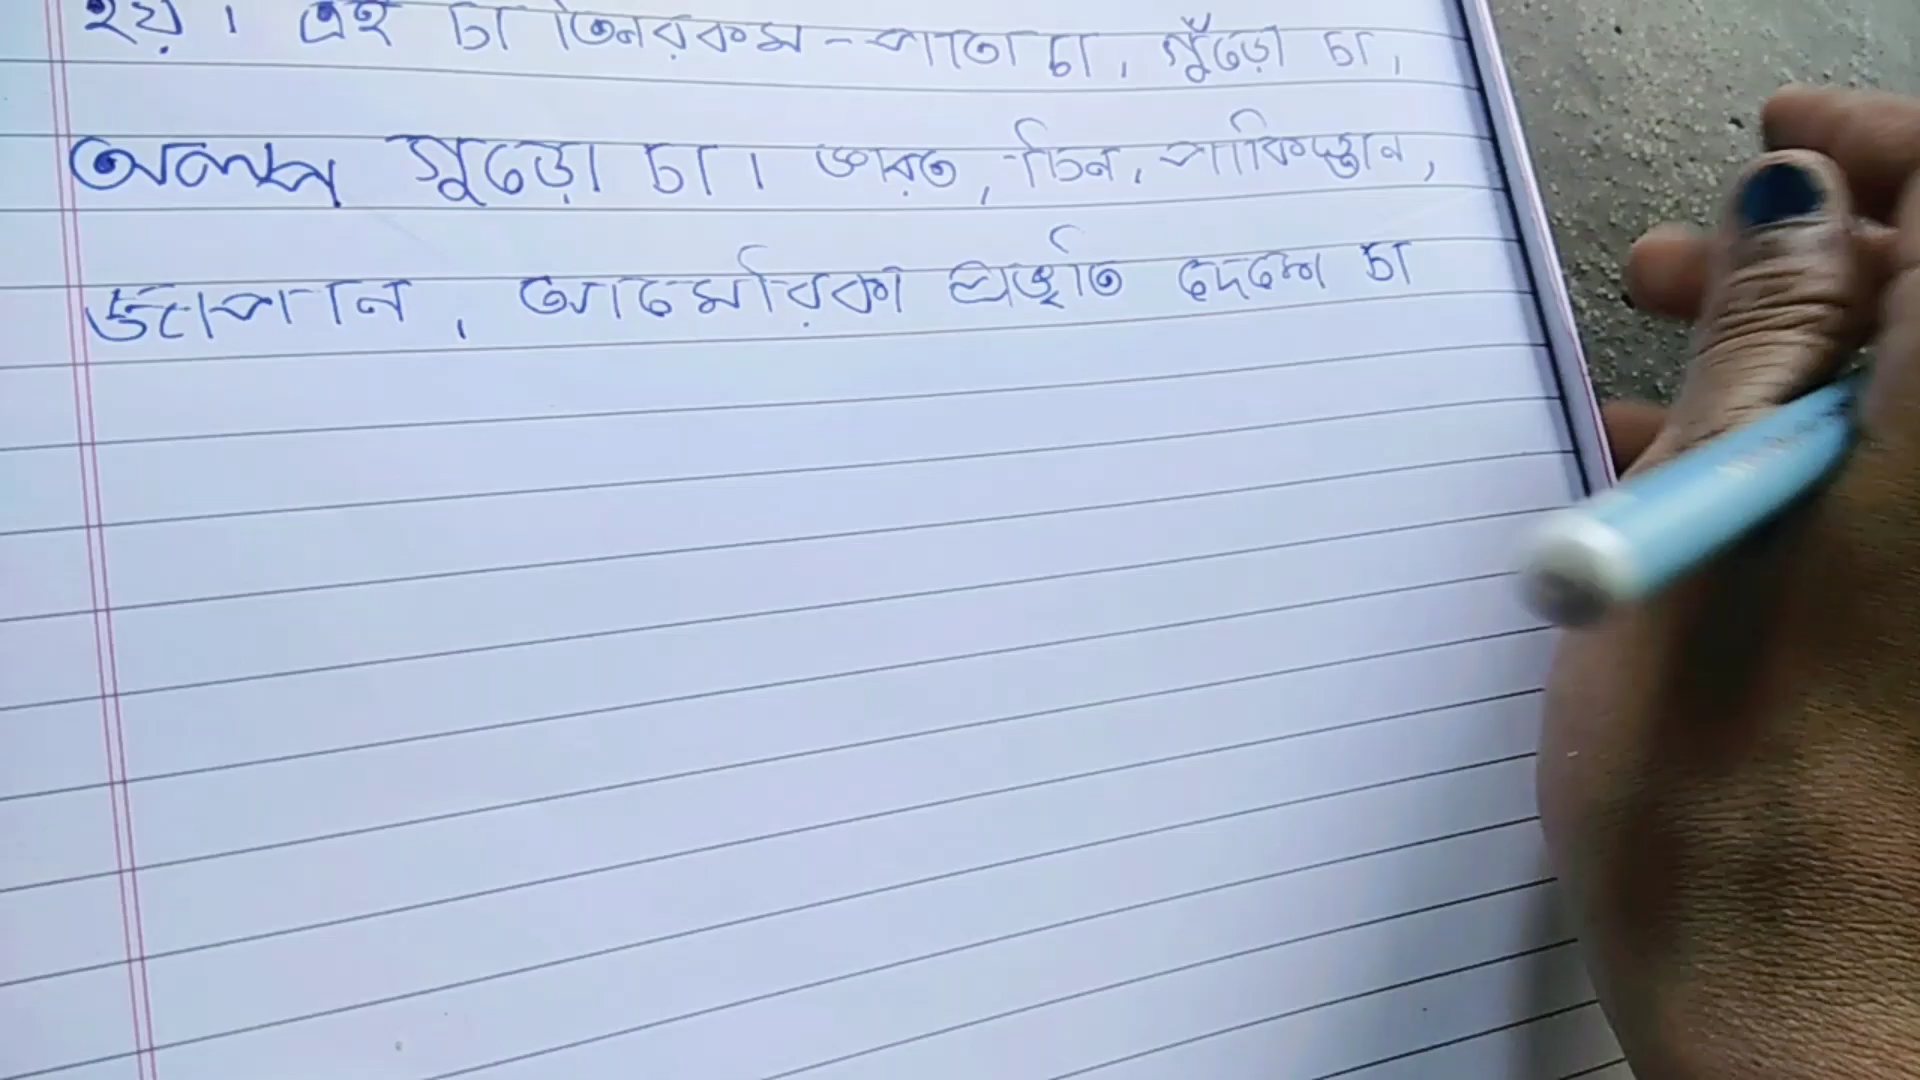 হয়। এই চা তিনরকম - পাতা চা, গুঁড়ো চা,
অল্প গুড়ো চা। ভারত, চিন, পাকিস্তান,
জাপান, আমেরিকা প্রভৃতি দেশে চা